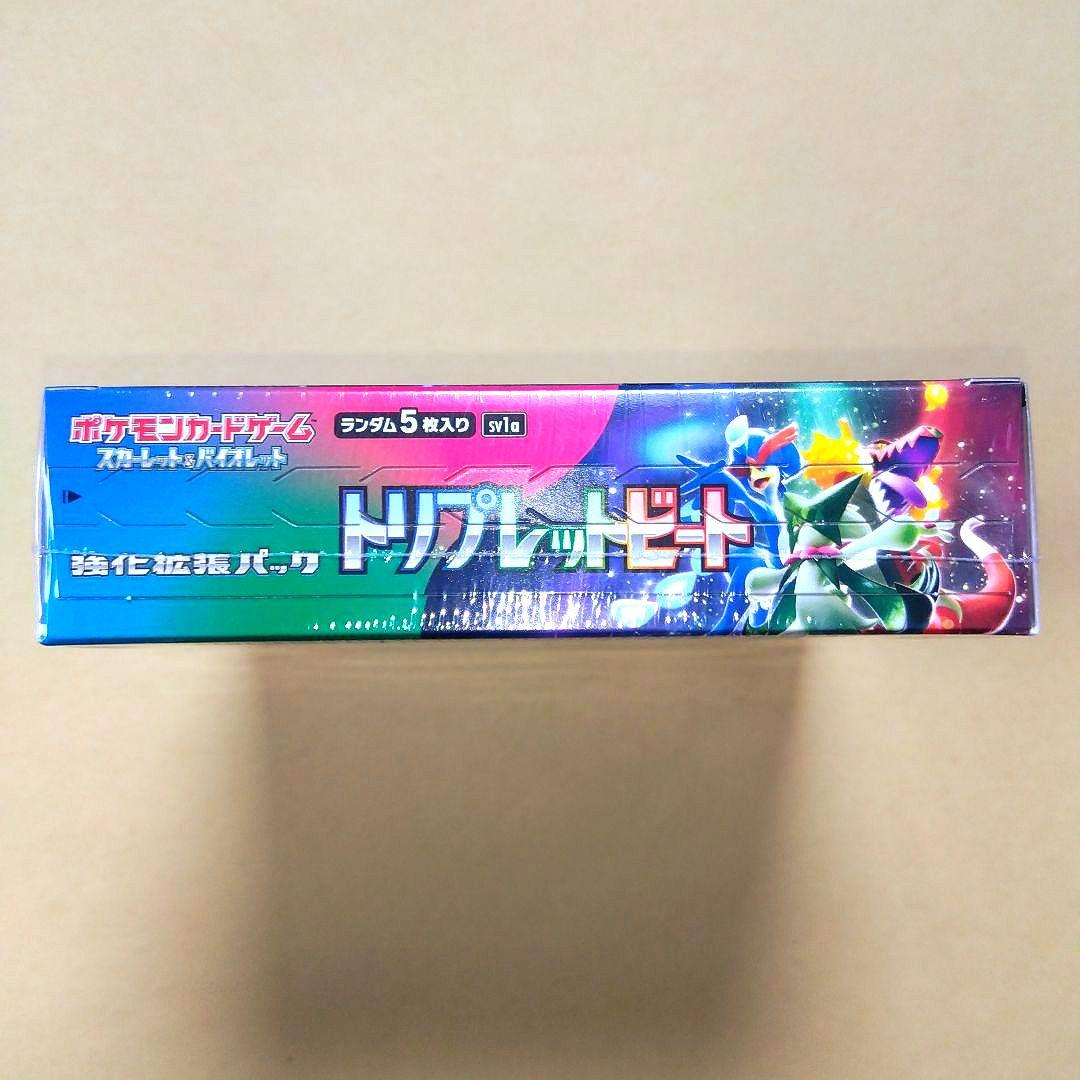 ポケモンカードゲーム
スカーレット&バイオレット
ランダム5枚入り
sv1a
強化拡張パック
トリプレットビート